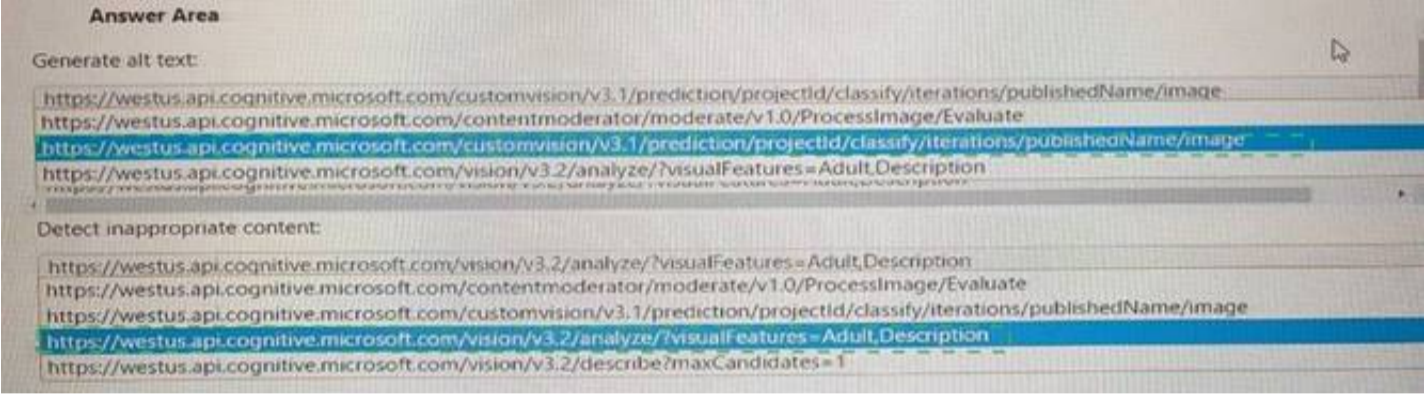 Answer Area
Generate alt text:
https://westus.api.cognitive.microsoft.com/customvision/v3.1/prediction/projectId/classify/iterations/publishedName/image
https://westus.api.cognitive.microsoft.com/contentmoderator/moderate/v1.0/ProcessImage/Evaluate
https://westus.api.cognitive.microsoft.com/customvision/v3.1/prediction/projectId/classify/iterations/publishedName/image
https://westus.api.cognitive.microsoft.com/vision/v3.2/analyze/?visualFeatures=Adult,Description
Detect inappropriate content:
https://westus.api.cognitive.microsoft.com/vision/v3.2/analyze/?visualFeatures=Adult,Description
https://westus.api.cognitive.microsoft.com/contentmoderator/moderate/v1.0/ProcessImage/Evaluate
https://westus.api.cognitive.microsoft.com/customvision/v3.1/prediction/projectId/classify/iterations/publishedName/image
https://westus.api.cognitive.microsoft.com/vision/v3.2/analyze/?visualFeatures=Adult,Description
https://westus.api.cognitive.microsoft.com/vision/v3.2/describe?maxCandidates=1